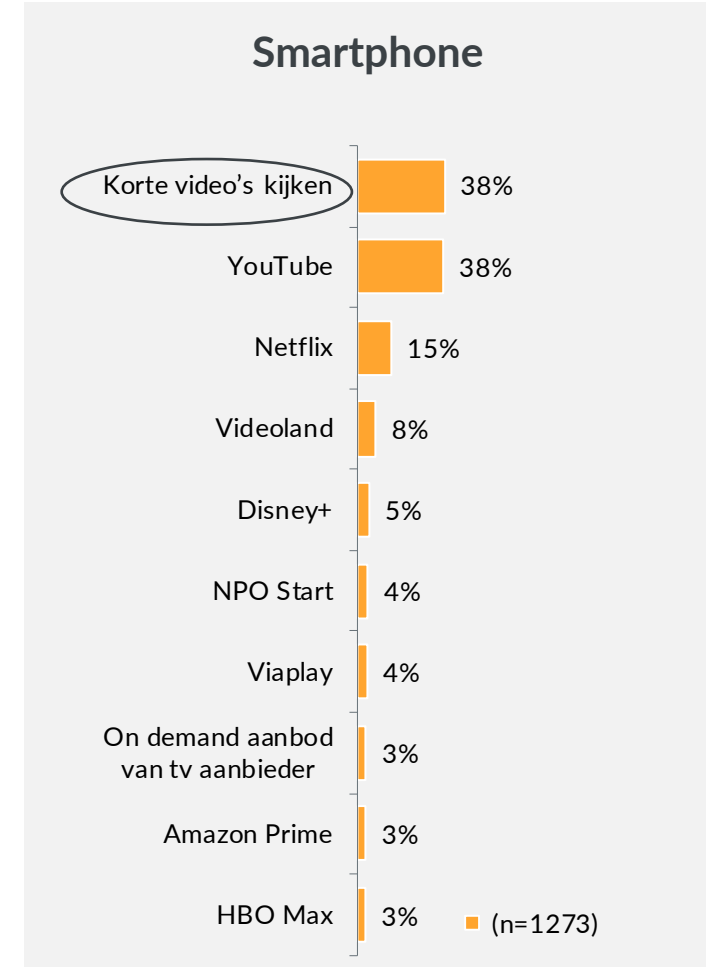 Smartphone
Korte video's kijken
38%
YouTube
38%
Netflix
15%
Videoland
8%
Disney+
5%
NPO Start
4%
Viaplay
4%
On demand aanbod
van tv aanbieder
3%
Amazon Prime
3%
HBO Max
3%
(n=1273)